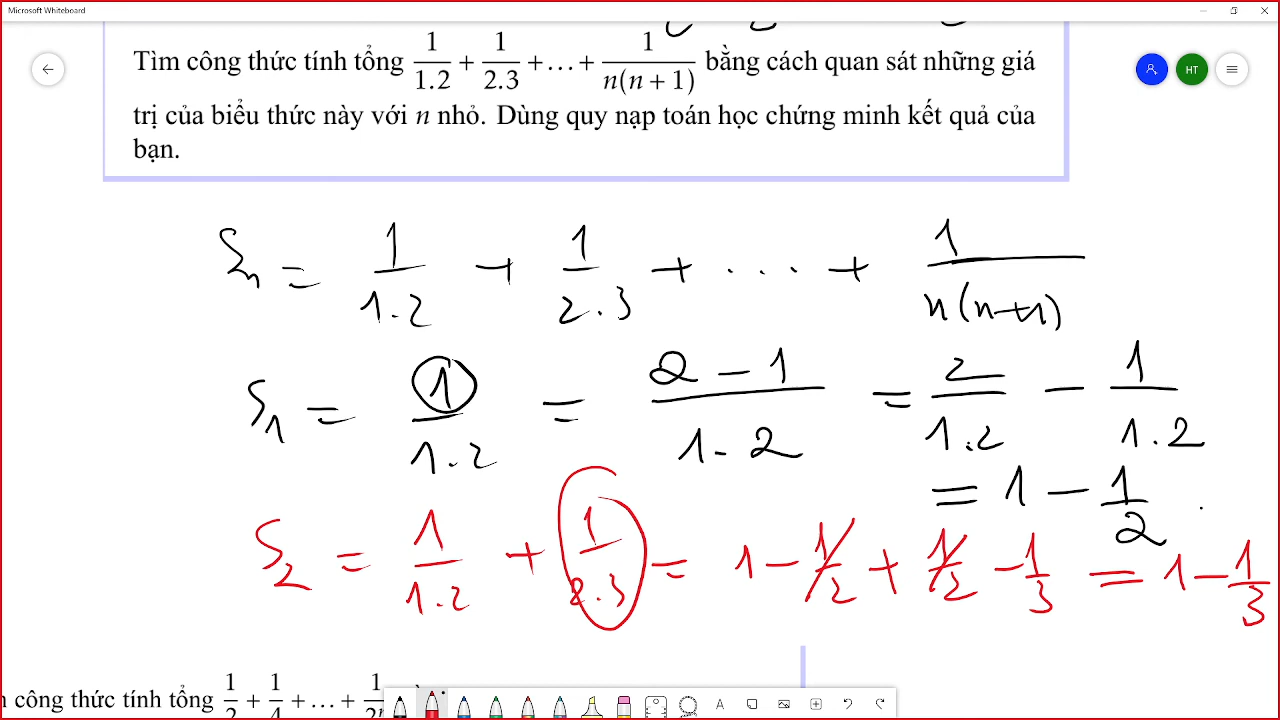 Microsoft Whiteboard
HT
Tìm công thức tính tổng 1/1.2 + 1/2.3 + ... + 1/n(n + 1) bằng cách quan sát những giá
trị của biểu thức này với n nhỏ. Dùng quy nạp toán học chứng minh kết quả của
bạn.
Sn = 1/1.2 + 1/2.3 + ... + 1/n(n+1)
S1 = 1/1.2 = 2 - 1/1.2 = 2/1.2 - 1/1.2
= 1 - 1/2
S2 = 1/1.2 + 1/2.3 = 1 - 1/2 + 1/2 - 1/3 = 1 - 1/3
công thức tính tổng 1/2 + 1/4 + ... +
A